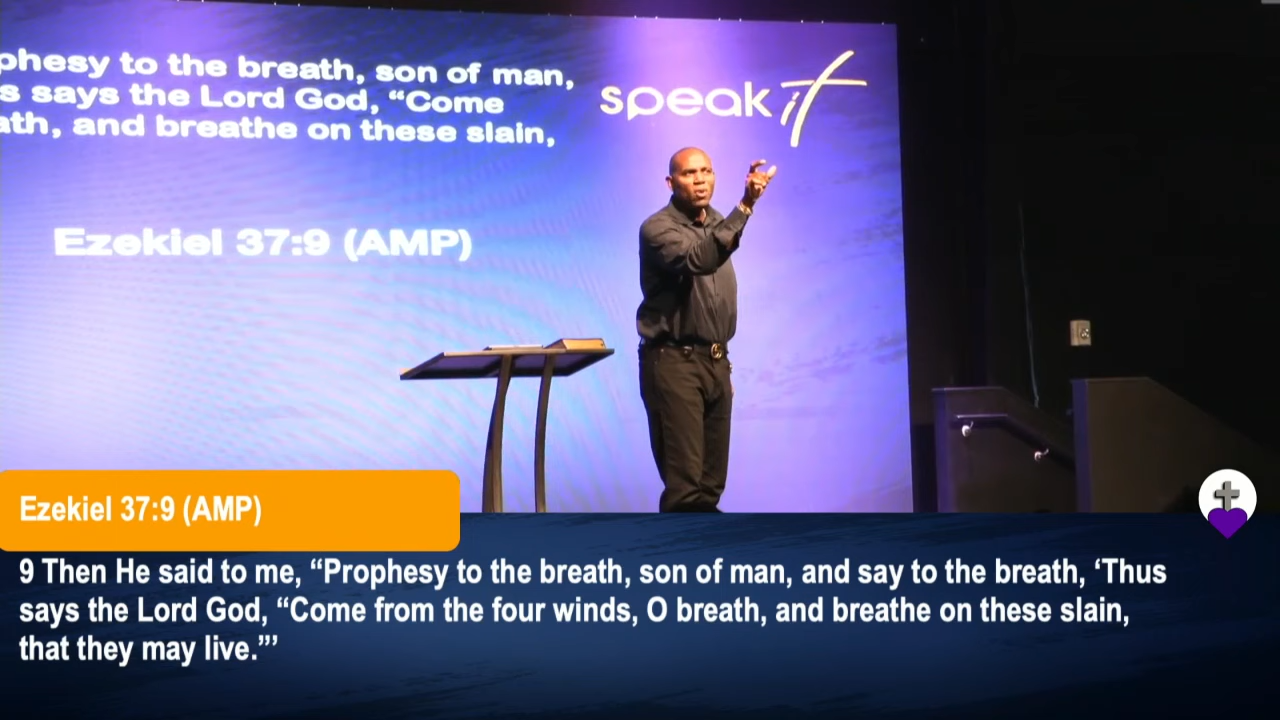 phesy to the breath, son of man,
s says the Lord God, “Come
ath, and breathe on these slain,
speak it
Ezekiel 37:9 (AMP)
Ezekiel 37:9 (AMP)
9 Then He said to me, “Prophesy to the breath, son of man, and say to the breath, ‘Thus
says the Lord God, “Come from the four winds, O breath, and breathe on these slain,
that they may live.”’